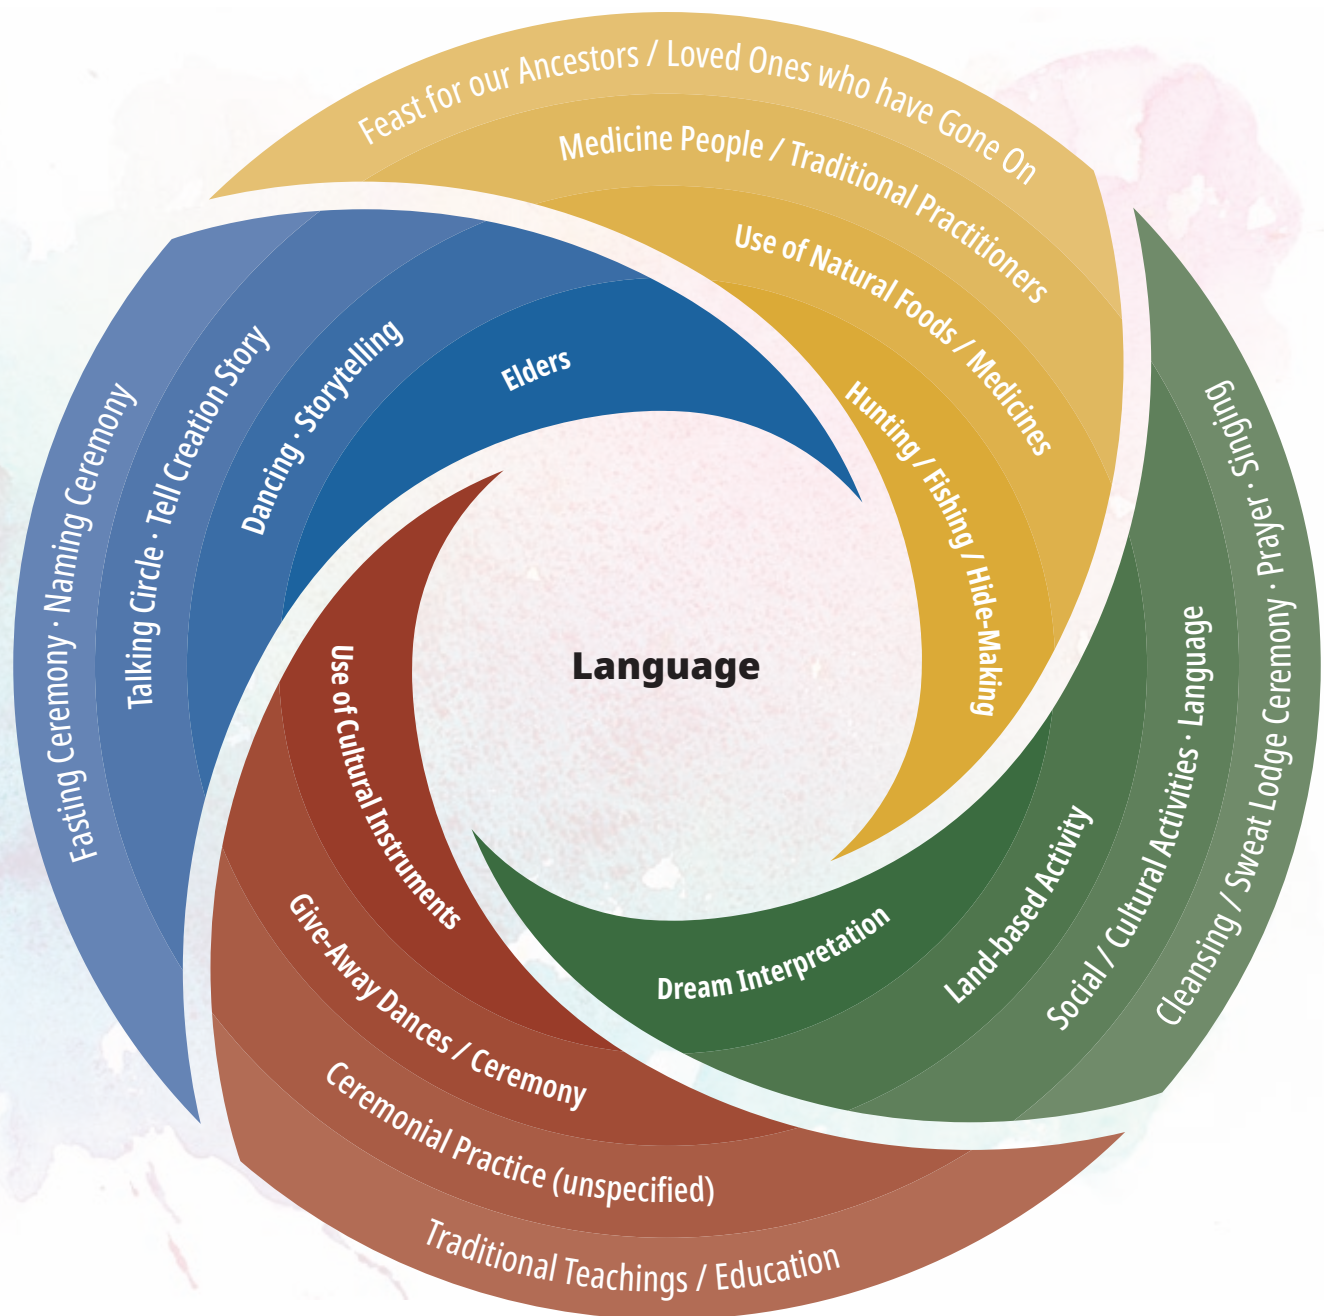 Feast for our Ancestors / Loved Ones who have Gone On
Medicine People / Traditional Practitioners
Use of Natural Foods / Medicines
Hunting / Fishing / Hide-Making
Cleansing / Sweat Lodge Ceremony · Prayer · Singing
Social / Cultural Activities · Language
Land-based Activity
Dream Interpretation
Traditional Teachings / Education
Ceremonial Practice (unspecified)
Give-Away Dances / Ceremony
Use of Cultural Instruments
Fasting Ceremony · Naming Ceremony
Talking Circle · Tell Creation Story
Dancing · Storytelling
Elders
Language